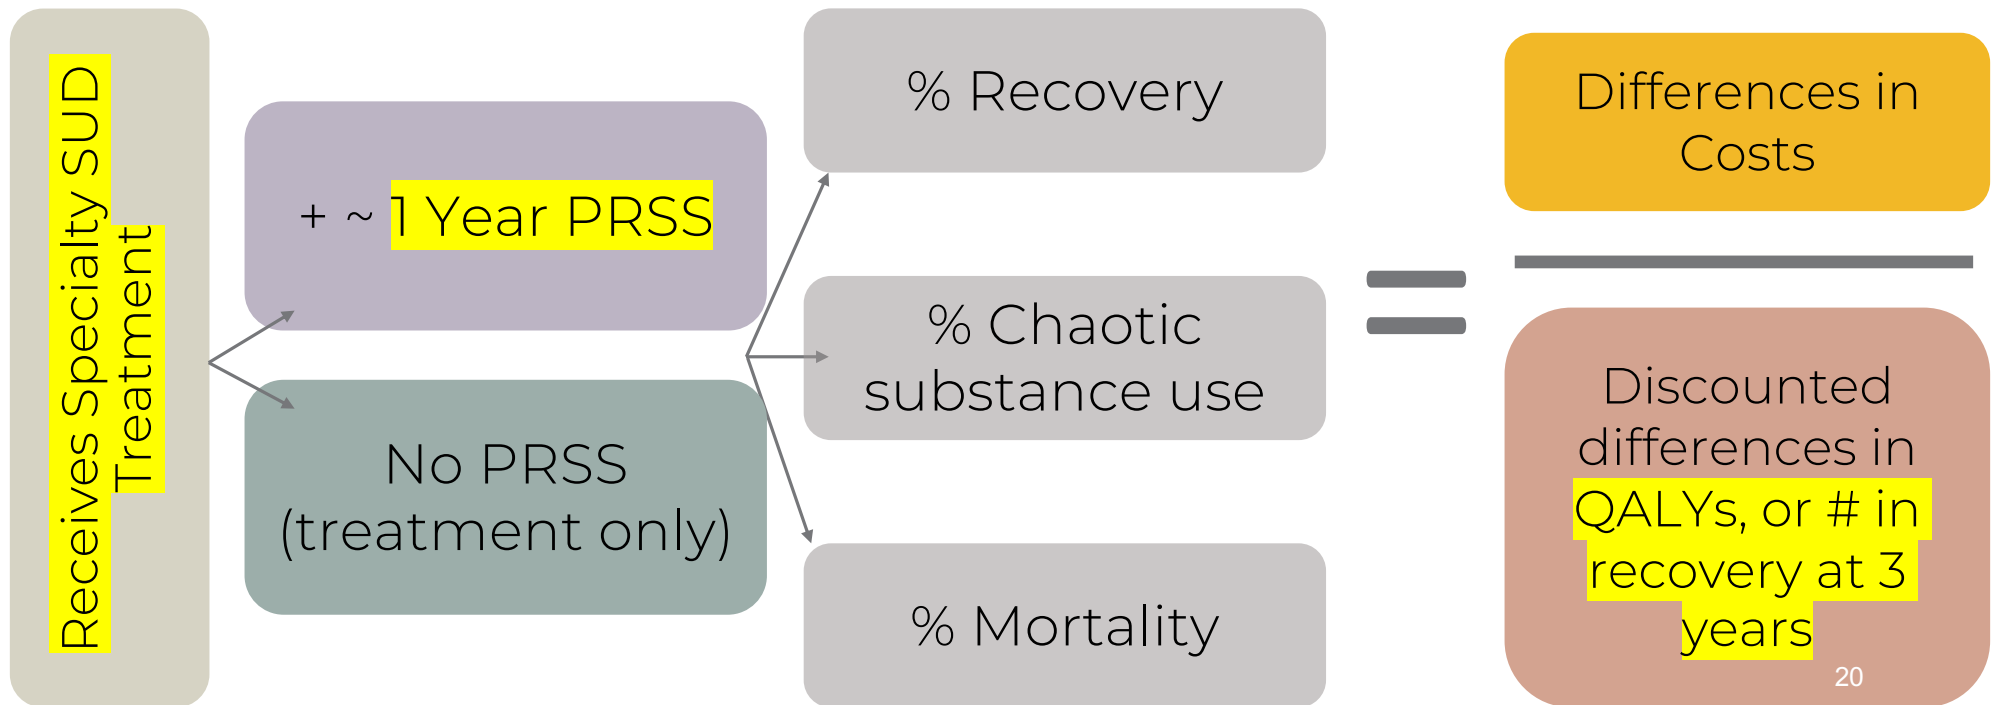 Receives Specialty SUD
Treatment
+ ~ 1 Year PRSS
No PRSS
(treatment only)
% Recovery
% Chaotic
substance use
% Mortality
=
Differences in
Costs
Discounted
differences in
QALYs, or # in
recovery at 3
years
20